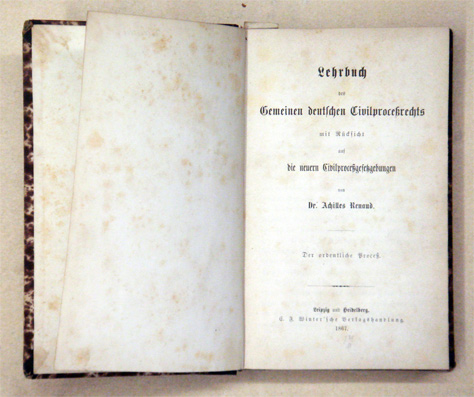 Lehrbuch
des
Gemeinen deutschen Civilproceßrechts
mit Rücksicht
auf
die neuern Civilproceßgesetzgebungen
von
Dr. Achilles Renaud.
Der ordentliche Proceß.
Leipzig und Heidelberg.
C. F. Winter'sche Verlagshandlung.
1867.